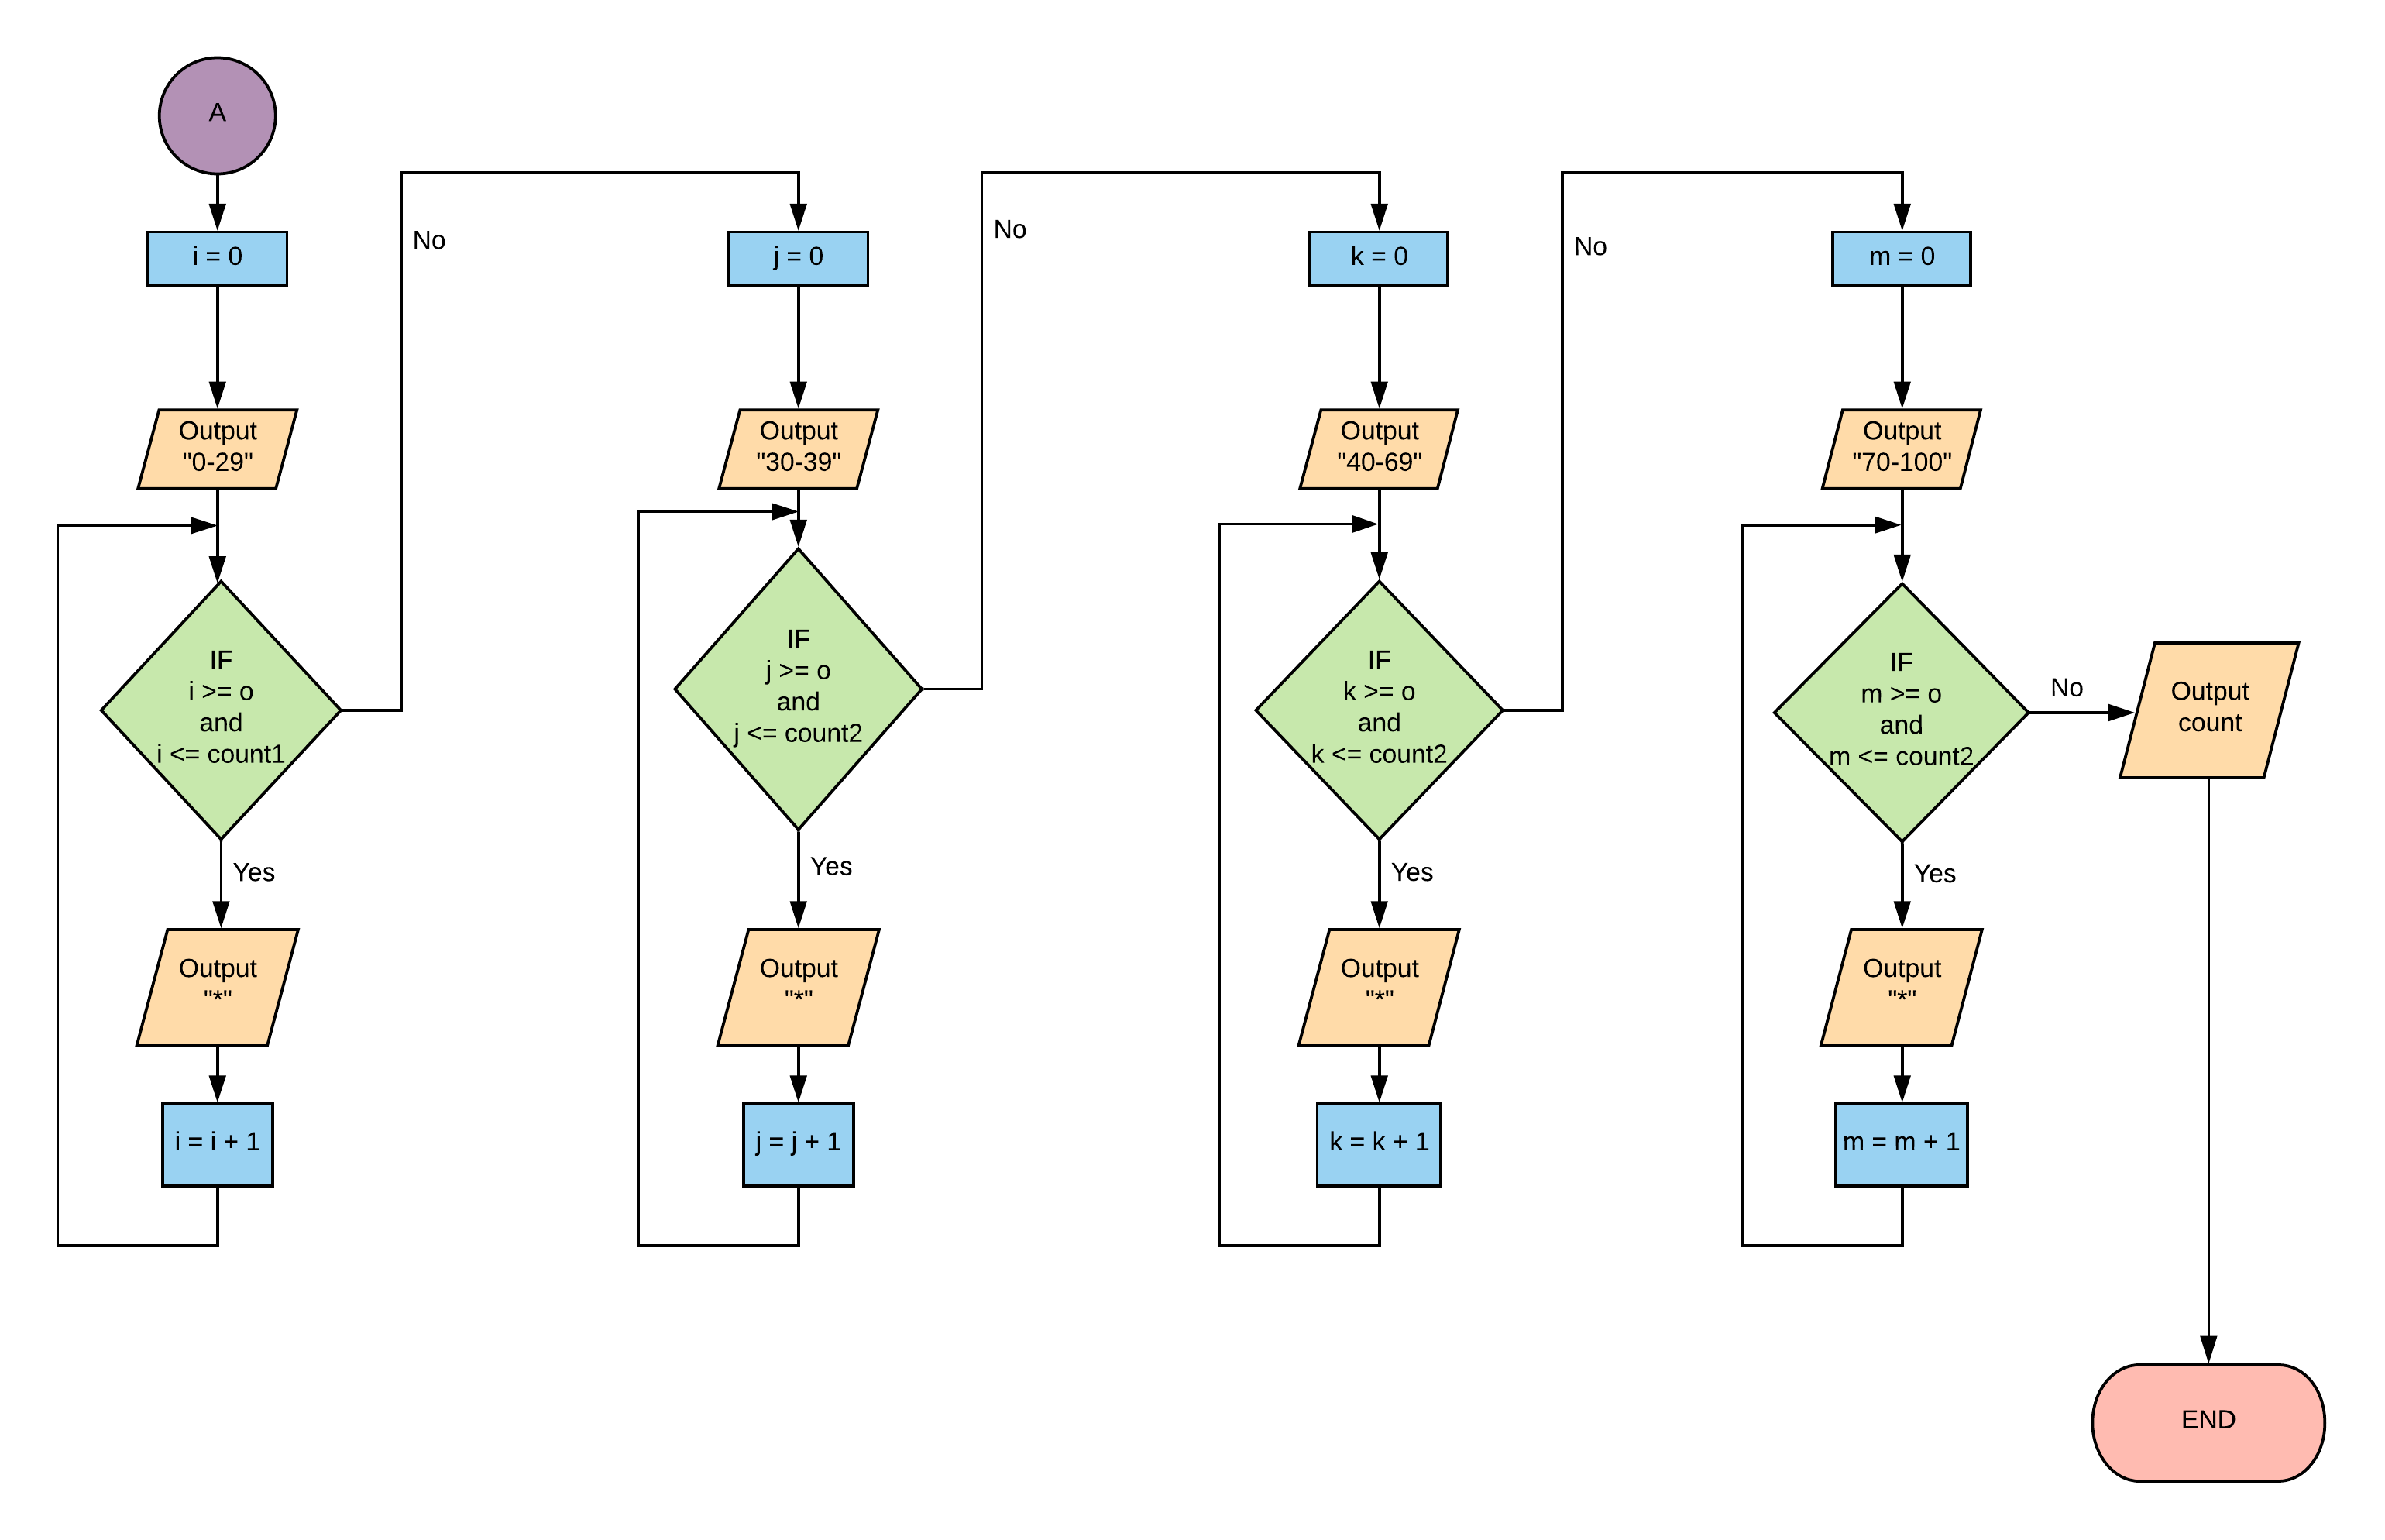 A
i = 0
Output
"0-29"
IF
i >= o
and
i <= count1
Yes
Output
"*"
i = i + 1
No
j = 0
Output
"30-39"
IF
j >= o
and
j <= count2
Yes
Output
"*"
j = j + 1
No
k = 0
Output
"40-69"
IF
k >= o
and
k <= count2
Yes
Output
"*"
k = k + 1
No
m = 0
Output
"70-100"
IF
m >= o
and
m <= count2
Yes
Output
"*"
m = m + 1
No
Output
count
END